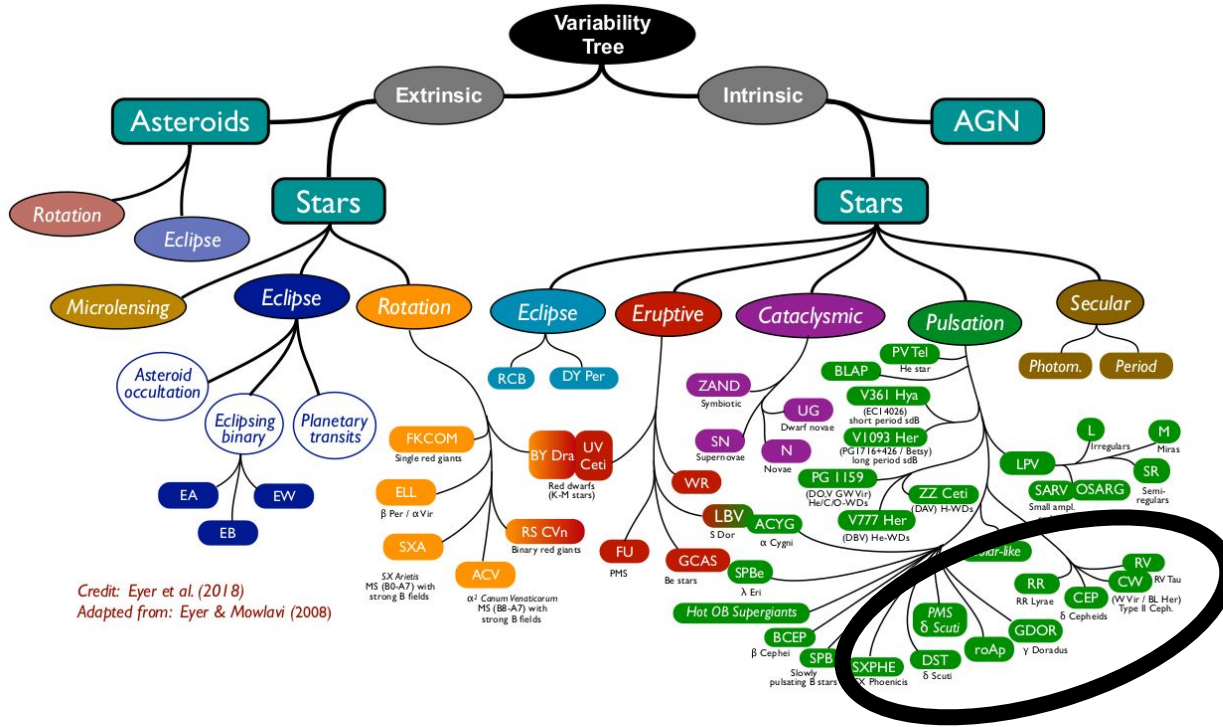 Variability
Tree
Extrinsic
Intrinsic
Asteroids
AGN
Stars
Stars
Rotation
Eclipse
Microlensing
Eclipse
Rotation
Eclipse
Eruptive
Cataclysmic
Pulsation
Secular
Asteroid
occultation
Eclipsing
binary
Planetary
transits
EA
EB
EW
FKCOM
Single red giants
ELL
β Per / α Vir
SXA
SX Arietis
MS (B0-A7) with
strong B fields
ACV
α² Canum Venaticorum
MS (B8-A7) with
strong B fields
RS CVn
Binary red giants
BY Dra
UV
Ceti
Red dwarfs
(K-M stars)
RCB
DY Per
FU
PMS
GCAS
Be stars
WR
LBV
S Dor
ZAND
Symbiotic
SN
Supernovae
UG
Dwarf novae
N
Novae
PV Tel
He star
BLAP
V361 Hya
(EC14026)
short period sdB
V1093 Her
(PG1716+426 / Betsy)
long period sdB
PG 1159
(DO,V GW Vir)
He/C/O-WDs
ZZ Ceti
(DAV) H-WDs
V777 Her
(DBV) He-WDs
ACYG
α Cygni
SPBe
λ Eri
Hot OB Supergiants
BCEP
β Cephei
SPB
Slowly
pulsating B stars
SXPHE
Phoenicis
DST
δ Scuti
PMS
δ Scuti
roAp
GDOR
γ Doradus
-like
RR
RR Lyrae
CEP
δ Cepheids
CW
(W Vir / BL Her)
Type II Ceph.
RV
RV Tau
LPV
L
Irregulars
M
Miras
SR
Semi-
regulars
SARV
Small ampl.
OSARG
Photom.
Period
Credit: Eyer et al. (2018)
Adapted from: Eyer & Mowlavi (2008)